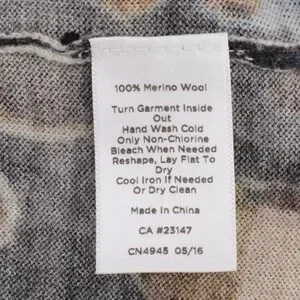 100% Merino Wool
Turn Garment Inside
Out
Hand Wash Cold
Only Non-Chlorine
Bleach When Needed
Reshape, Lay Flat To
Dry
Cool Iron If Needed
Or Dry Clean
Made In China
CA #23147
CN4945 05/16